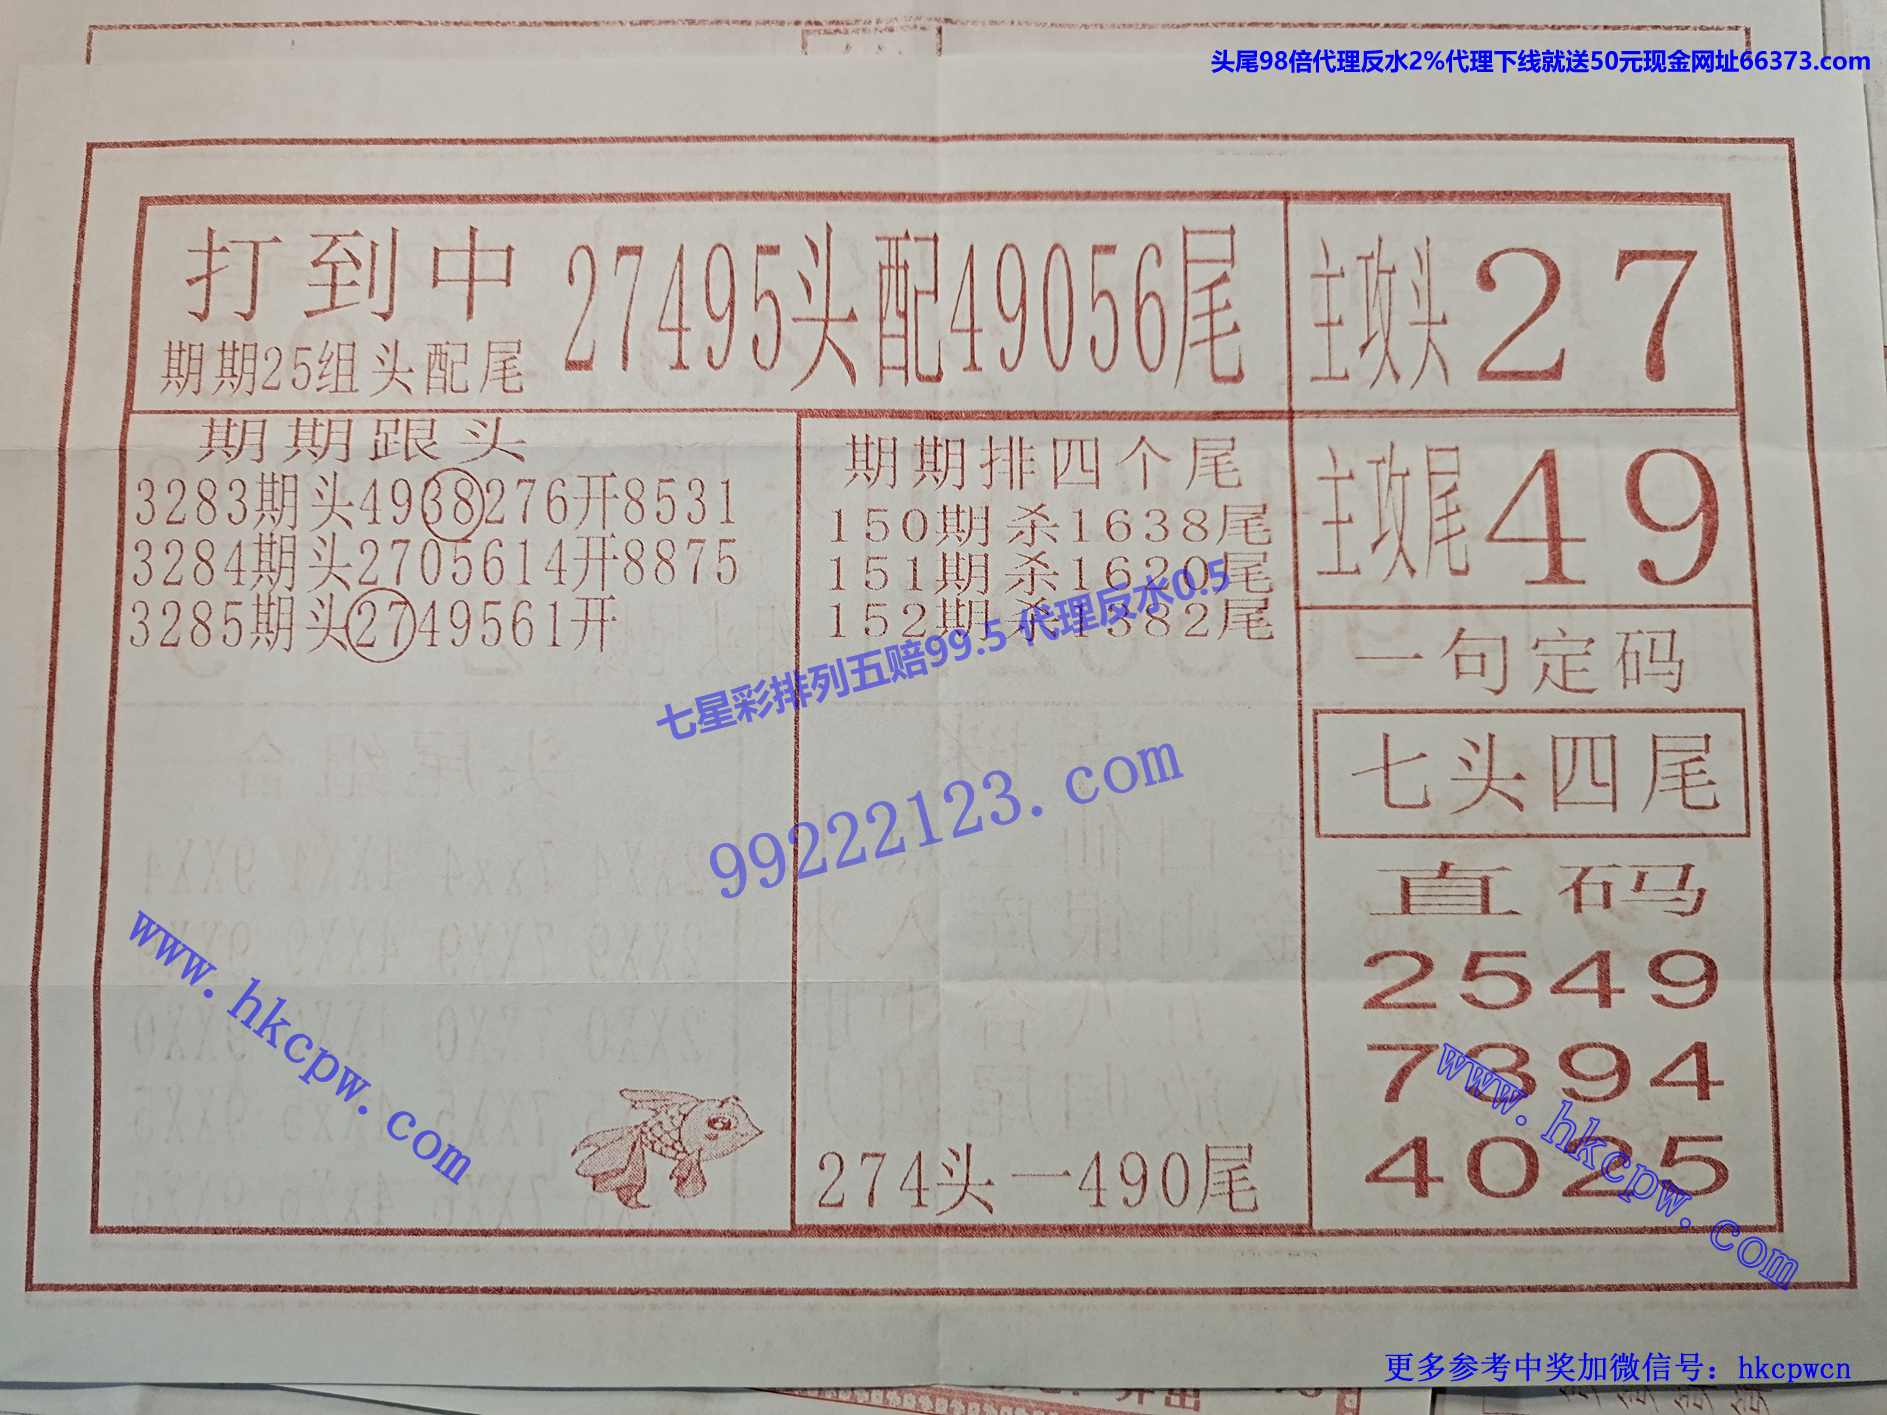 头尾98倍代理反水2%代理下线就送50元现金网址66373.com
打到中
期期25组头配尾
27495头配49056尾
主攻头 27
期期跟头
3283期头4938276开8531
3284期头2705614开8875
3285期头2749561开
期期排四个尾
150期杀1638尾
151期杀1620尾
152期杀1382尾
274头一490尾
主攻尾 49
一句定码
七头四尾
直码
2549
7394
4025
七星彩排列五赔99.5 代理反水0.5
99222123.com
www.hkcpw.com
www.hkcpw.com
更多参考中奖加微信号：hkcpwcn